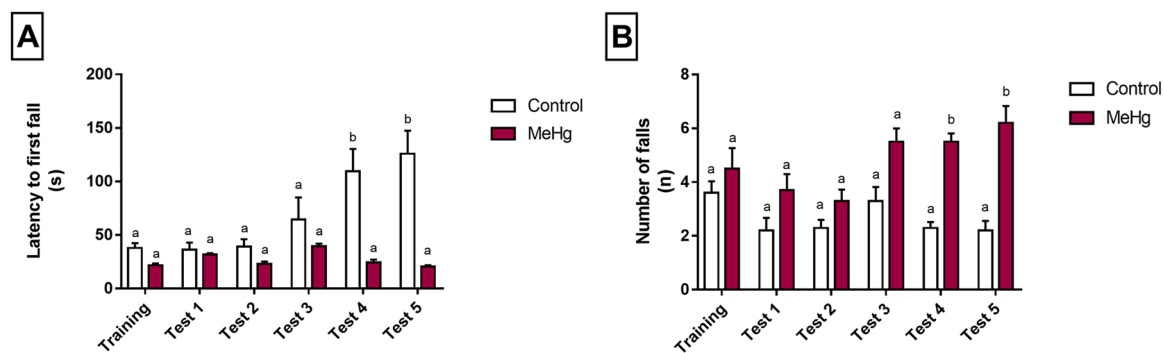 A
Latency to first fall
(s)
200
150
100
50
0
a
a
a
a
a
a
a
a
b
a
b
a
Training
Test 1
Test 2
Test 3
Test 4
Test 5
Control
MeHg
B
Number of falls
(n)
8
6
4
2
0
a
a
a
a
a
a
a
a
a
b
a
b
Training
Test 1
Test 2
Test 3
Test 4
Test 5
Control
MeHg